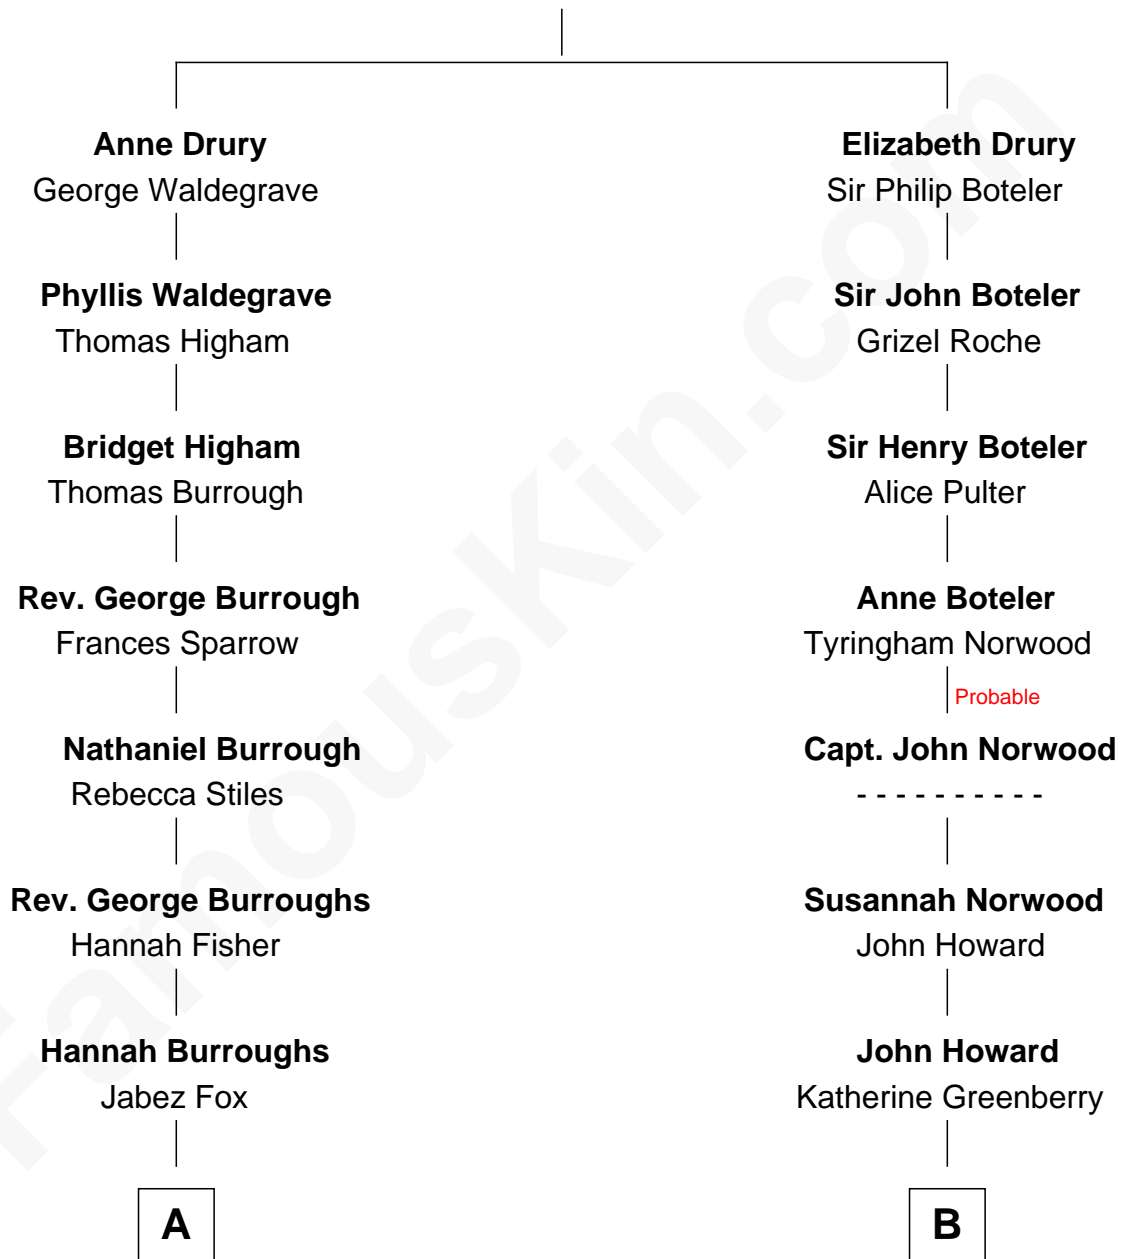 Anne Drury
George Waldegrave
Phyllis Waldegrave
Thomas Higham
Bridget Higham
Thomas Burrough
Rev. George Burrough
Frances Sparrow
Nathaniel Burrough
Rebecca Stiles
Rev. George Burroughs
Hannah Fisher
Hannah Burroughs
Jabez Fox
A
Elizabeth Drury
Sir Philip Boteler
Sir John Boteler
Grizel Roche
Sir Henry Boteler
Alice Pulter
Anne Boteler
Tyringham Norwood
Probable
Capt. John Norwood
- - - - - - - - - -
Susannah Norwood
John Howard
John Howard
Katherine Greenberry
B
FamousKin.com